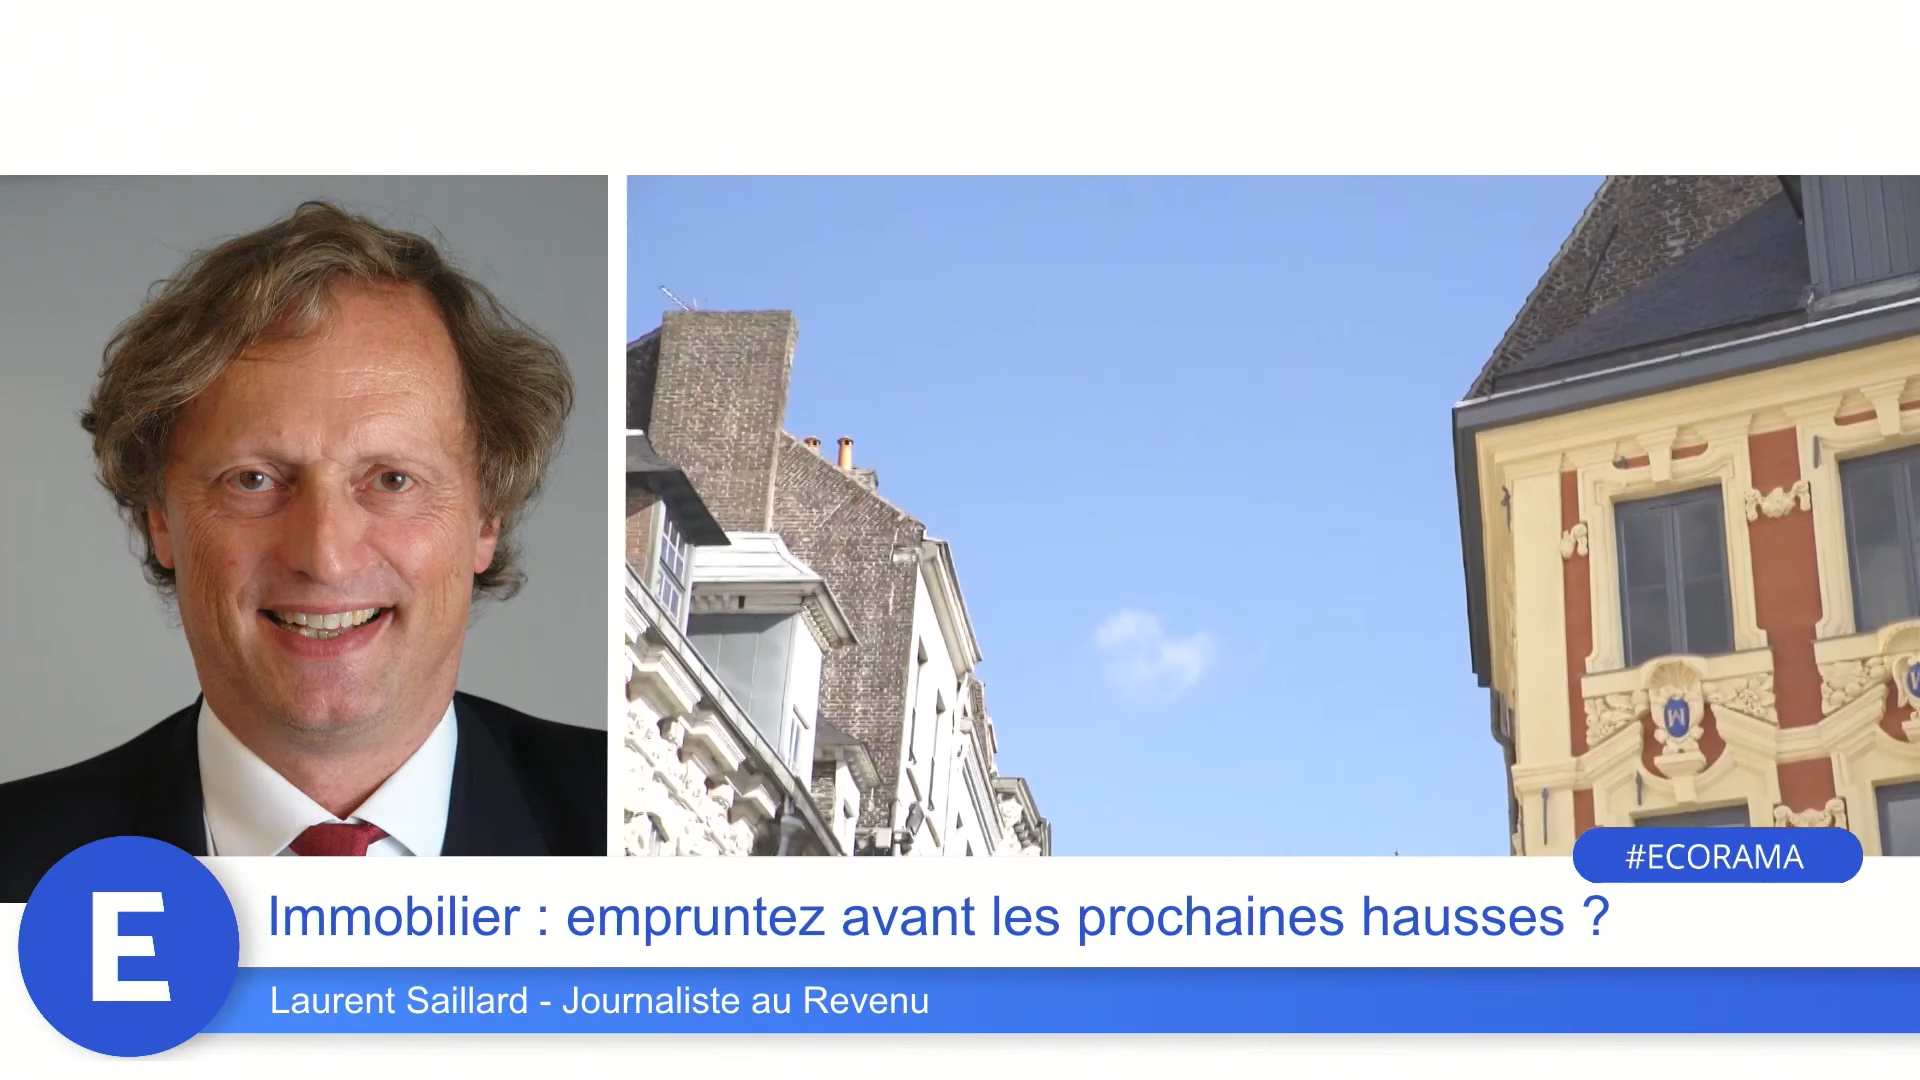 #ECORAMA
E
Immobilier : empruntez avant les prochaines hausses ?
Laurent Saillard - Journaliste au Revenu